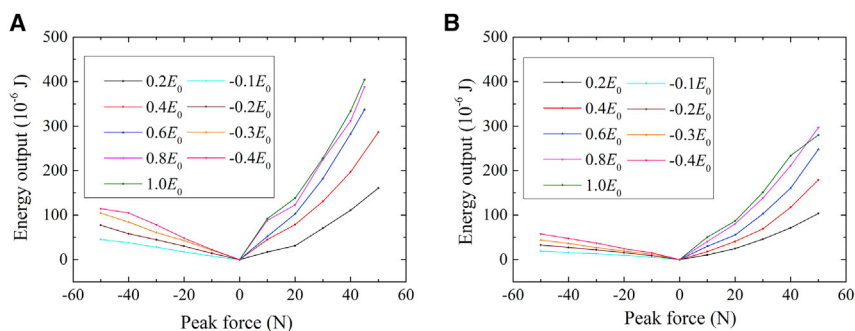 A
Energy output (10⁻⁶ J)
500
400
300
200
100
0
0.2E₀ -0.1E₀
0.4E₀ -0.2E₀
0.6E₀ -0.3E₀
0.8E₀ -0.4E₀
1.0E₀
-60 -40 -20 0 20 40 60
Peak force (N)
B
Energy output (10⁻⁶ J)
500
400
300
200
100
0
0.2E₀ -0.1E₀
0.4E₀ -0.2E₀
0.6E₀ -0.3E₀
0.8E₀ -0.4E₀
1.0E₀
-60 -40 -20 0 20 40 60
Peak force (N)